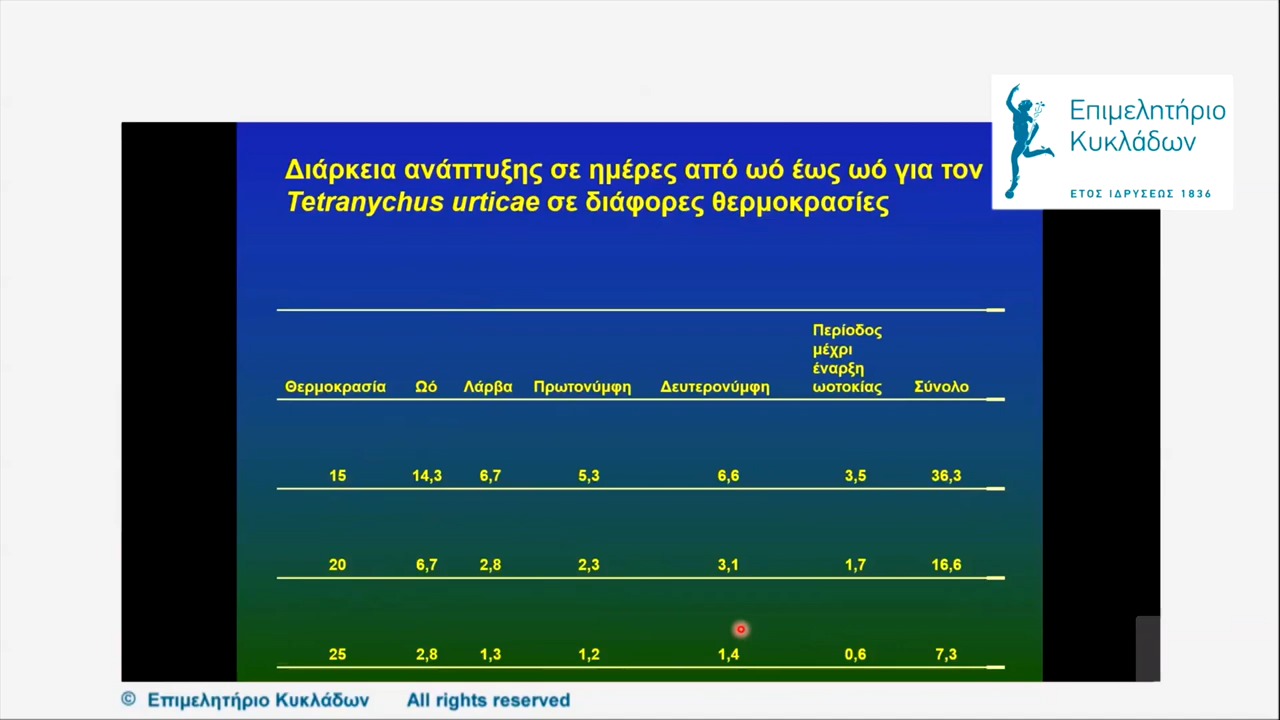 Επιμελητήριο
Κυκλάδων
ΕΤΟΣ ΙΔΡΥΣΕΩΣ 1836
Διάρκεια ανάπτυξης σε ημέρες από ωό έως ωό για τον
Tetranychus urticae σε διάφορες θερμοκρασίες
Θερμοκρασία Ωό Λάρβα Πρωτονύμφη Δευτερονύμφη Περίοδος μέχρι έναρξη ωοτοκίας Σύνολο
15 14,3 6,7 5,3 6,6 3,5 36,3
20 6,7 2,8 2,3 3,1 1,7 16,6
25 2,8 1,3 1,2 1,4 0,6 7,3
© Επιμελητήριο Κυκλάδων All rights reserved